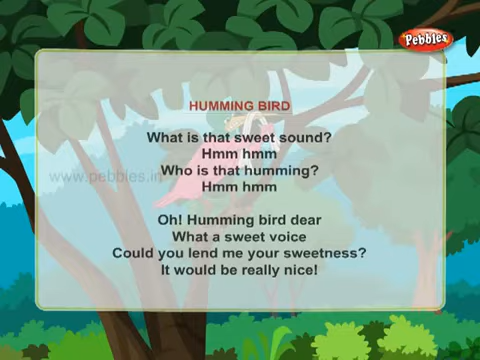 Pebbles
HUMMING BIRD
What is that sweet sound?
Hmm hmm
Who is that humming?
www.pebbles.in
Hmm hmm
Oh! Humming bird dear
What a sweet voice
Could you lend me your sweetness?
It would be really nice!